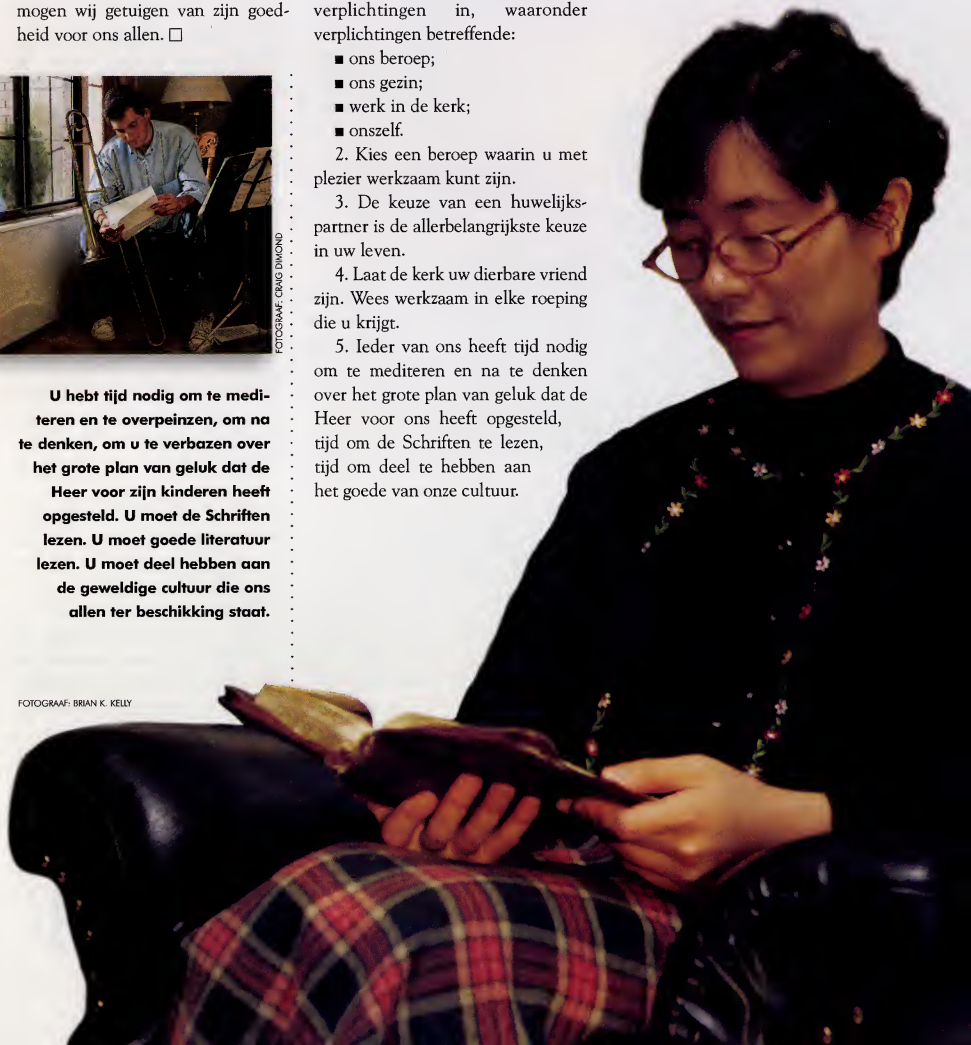 mogen wij getuigen van zijn goed-
heid voor ons allen. □
FOTOGRAAF: CRAIG DIMOND
U hebt tijd nodig om te medi-
teren en te overpeinzen, om na
te denken, om u te verbazen over
het grote plan van geluk dat de
Heer voor zijn kinderen heeft
opgesteld. U moet de Schriften
lezen. U moet goede literatuur
lezen. U moet deel hebben aan
de geweldige cultuur die ons
allen ter beschikking staat.
FOTOGRAAF: BRIAN K. KELLY
verplichtingen in, waaronder
verplichtingen betreffende:
■ ons beroep;
■ ons gezin;
■ werk in de kerk;
■ onszelf.
2. Kies een beroep waarin u met
plezier werkzaam kunt zijn.
3. De keuze van een huwelijks-
partner is de allerbelangrijkste keuze
in uw leven.
4. Laat de kerk uw dierbare vriend
zijn. Wees werkzaam in elke roeping
die u krijgt.
5. Ieder van ons heeft tijd nodig
om te mediteren en na te denken
over het grote plan van geluk dat de
Heer voor ons heeft opgesteld,
tijd om de Schriften te lezen,
tijd om deel te hebben aan
het goede van onze cultuur.